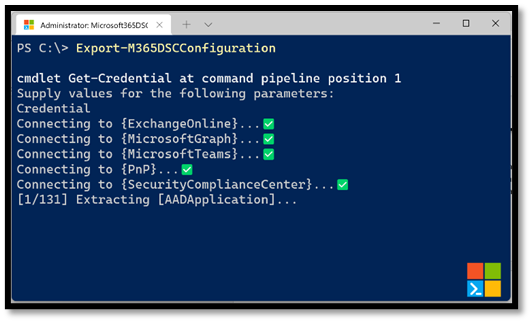 Administrator: Microsoft365DSC
PS C:\> Export-M365DSCConfiguration
cmdlet Get-Credential at command pipeline position 1
Supply values for the following parameters:
Credential
Connecting to {ExchangeOnline}...✅
Connecting to {MicrosoftGraph}...✅
Connecting to {MicrosoftTeams}...✅
Connecting to {PnP}...✅
Connecting to {SecurityComplianceCenter}...✅
[1/131] Extracting [AADApplication]...